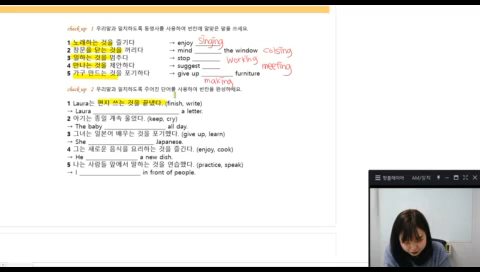 check up 1 우리말과 일치하도록 동명사를 사용하여 빈칸에 알맞은 말을 쓰세요.
1 노래하는 것을 즐기다 → enjoy singing
2 창문을 닫는 것을 꺼리다 → mind ______ the window closing
3 일하는 것을 멈추다 → stop ______ working
4 만나는 것을 제안하다 → suggest ______ meeting
5 가구 만드는 것을 포기하다 → give up ______ furniture
making
check up 2 우리말과 일치하도록 주어진 단어를 사용하여 빈칸을 완성하세요.
1 Laura는 편지 쓰는 것을 끝냈다. (finish, write)
→ Laura ______ a letter.
2 아기는 종일 계속 울었다. (keep, cry)
→ The baby ______ all day.
3 그녀는 일본어 배우는 것을 포기했다. (give up, learn)
→ She ______ Japanese.
4 그는 새로운 음식을 요리하는 것을 즐긴다. (enjoy, cook)
→ He ______ a new dish.
5 나는 사람들 앞에서 말하는 것을 연습했다. (practice, speak)
→ I ______ in front of people.